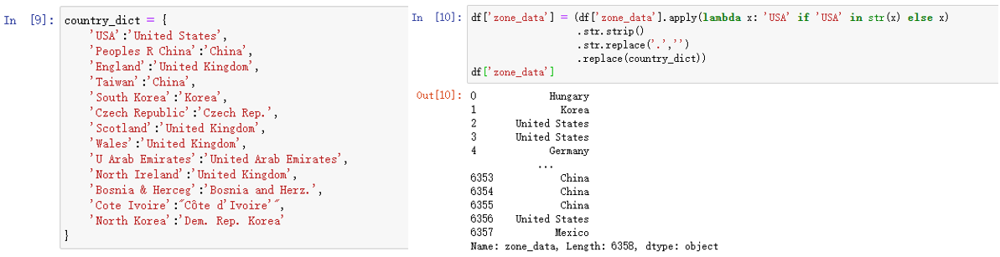 In [9]:
country_dict = {
'USA':'United States',
'Peoples R China':'China',
'England':'United Kingdom',
'Taiwan':'China',
'South Korea':'Korea',
'Czech Republic':'Czech Rep.',
'Scotland':'United Kingdom',
'Wales':'United Kingdom',
'U Arab Emirates':'United Arab Emirates',
'North Ireland':'United Kingdom',
'Bosnia & Herceg':'Bosnia and Herz.',
'Cote Ivoire':"Côte d'Ivoire'",
'North Korea':'Dem. Rep. Korea'
}
In [10]:
df['zone_data'] = (df['zone_data'].apply(lambda x: 'USA' if 'USA' in str(x) else x)
.str.strip()
.str.replace('.','')
.replace(country_dict))
df['zone_data']
Out[10]:
0 Hungary
1 Korea
2 United States
3 United States
4 Germany
...
6353 China
6354 China
6355 China
6356 United States
6357 Mexico
Name: zone_data, Length: 6358, dtype: object